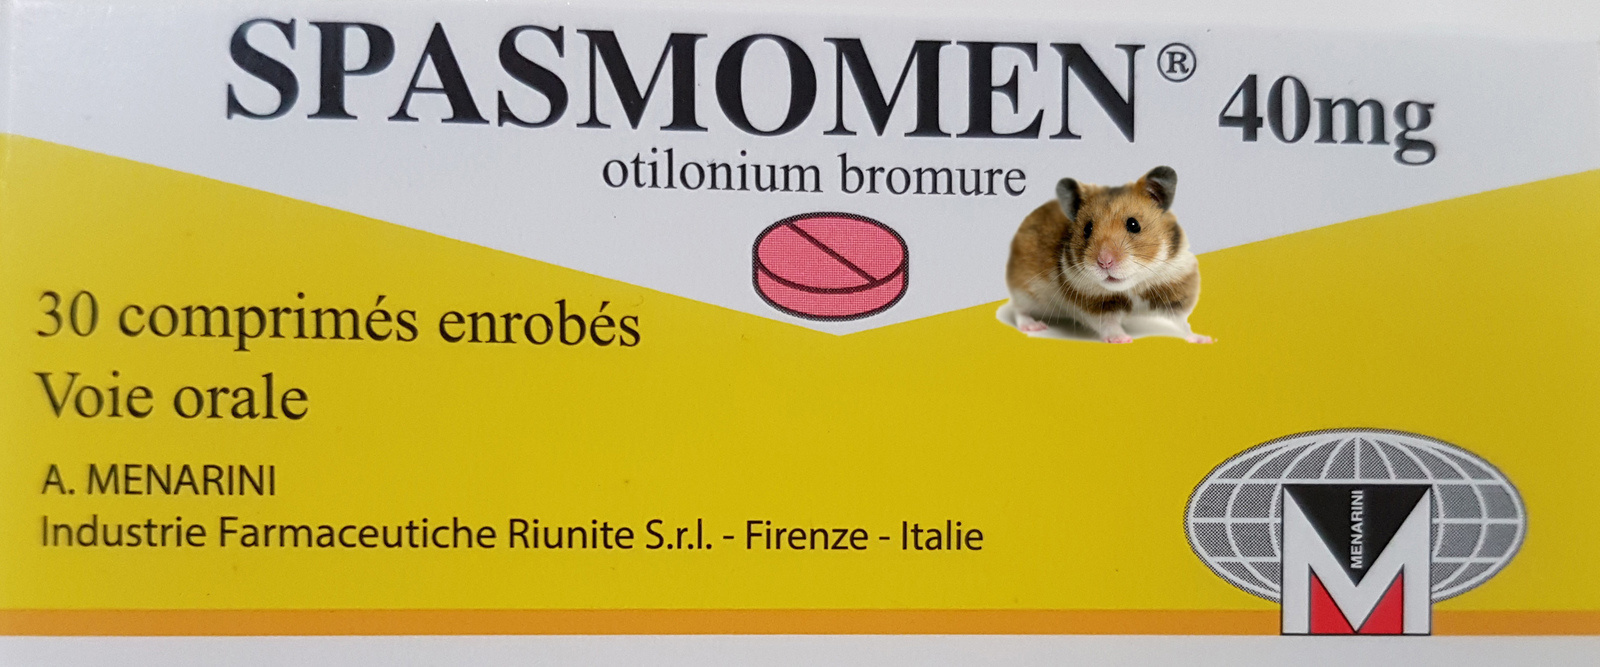 SPASMOMEN® 40mg
otilonium bromure
30 comprimés enrobés
Voie orale
A. MENARINI
Industrie Farmaceutiche Riunite S.r.l. - Firenze - Italie
MENARINI